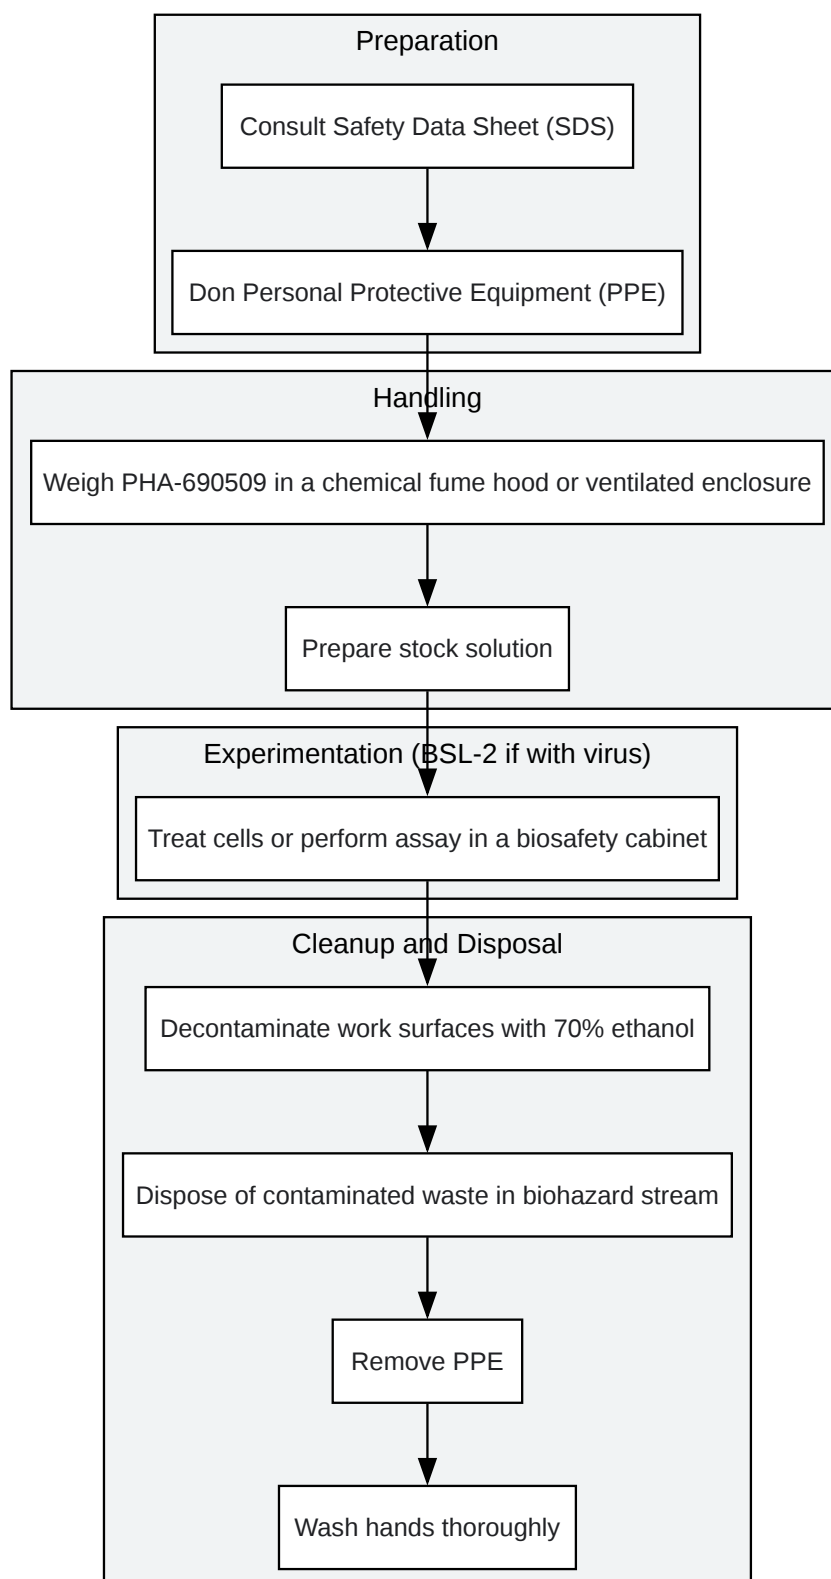 Preparation
Consult Safety Data Sheet (SDS)
Don Personal Protective Equipment (PPE)
Handling
Weigh PHA-690509 in a chemical fume hood or ventilated enclosure
Prepare stock solution
Experimentation (BSL-2 if with virus)
Treat cells or perform assay in a biosafety cabinet
Cleanup and Disposal
Decontaminate work surfaces with 70% ethanol
Dispose of contaminated waste in biohazard stream
Remove PPE
Wash hands thoroughly